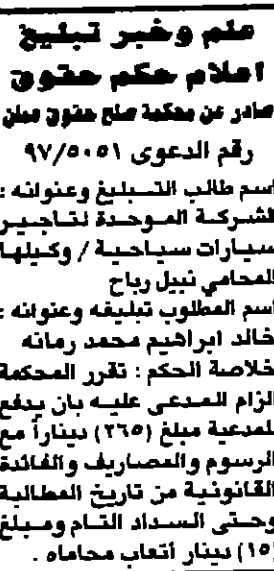 علم وخبر تبليغ
اعلام حكم حقوق
صادر عن محكمة صلح حقوق عمان
رقم الدعوى ٩٧/٥٠٥١
اسم طالب التبليغ وعنوانه :
الشركة الموحدة لتاجير
سيارات سياحية / وكيلها
المحامي نبيل رباح
اسم المطلوب تبليغه وعنوانه :
خالد ابراهيم محمد رمانه
خلاصة الحكم : تقرر المحكمة
الزام المدعى عليه بان يدفع
للمدعية مبلغ (٢٦٥) ديناراً مع
الرسوم والمصاريف والفائدة
القانونية من تاريخ المطالبة
وحتى السداد التام ومبلغ
(١٥) دينار أتعاب محاماه .